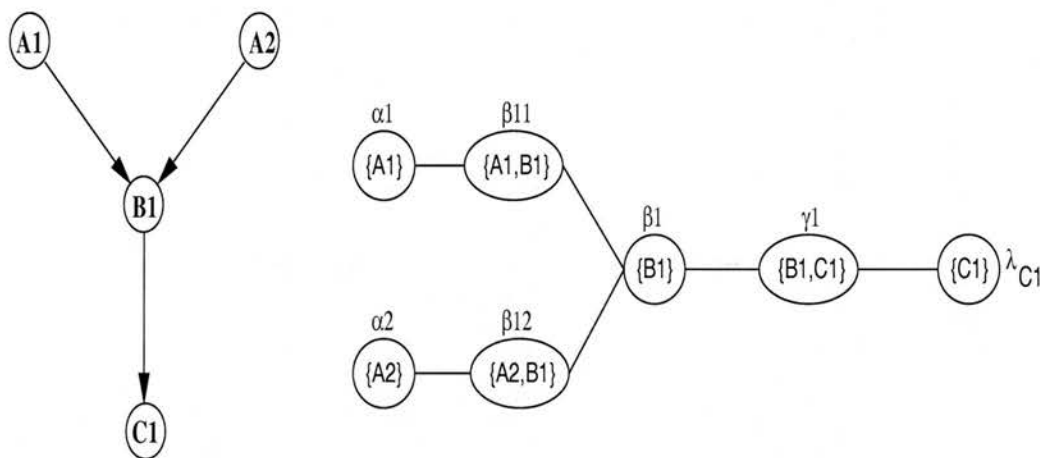 A1
A2
B1
C1
α1
{A1}
β11
{A1,B1}
α2
{A2}
β12
{A2,B1}
β1
{B1}
γ1
{B1,C1}
{C1}
λC1